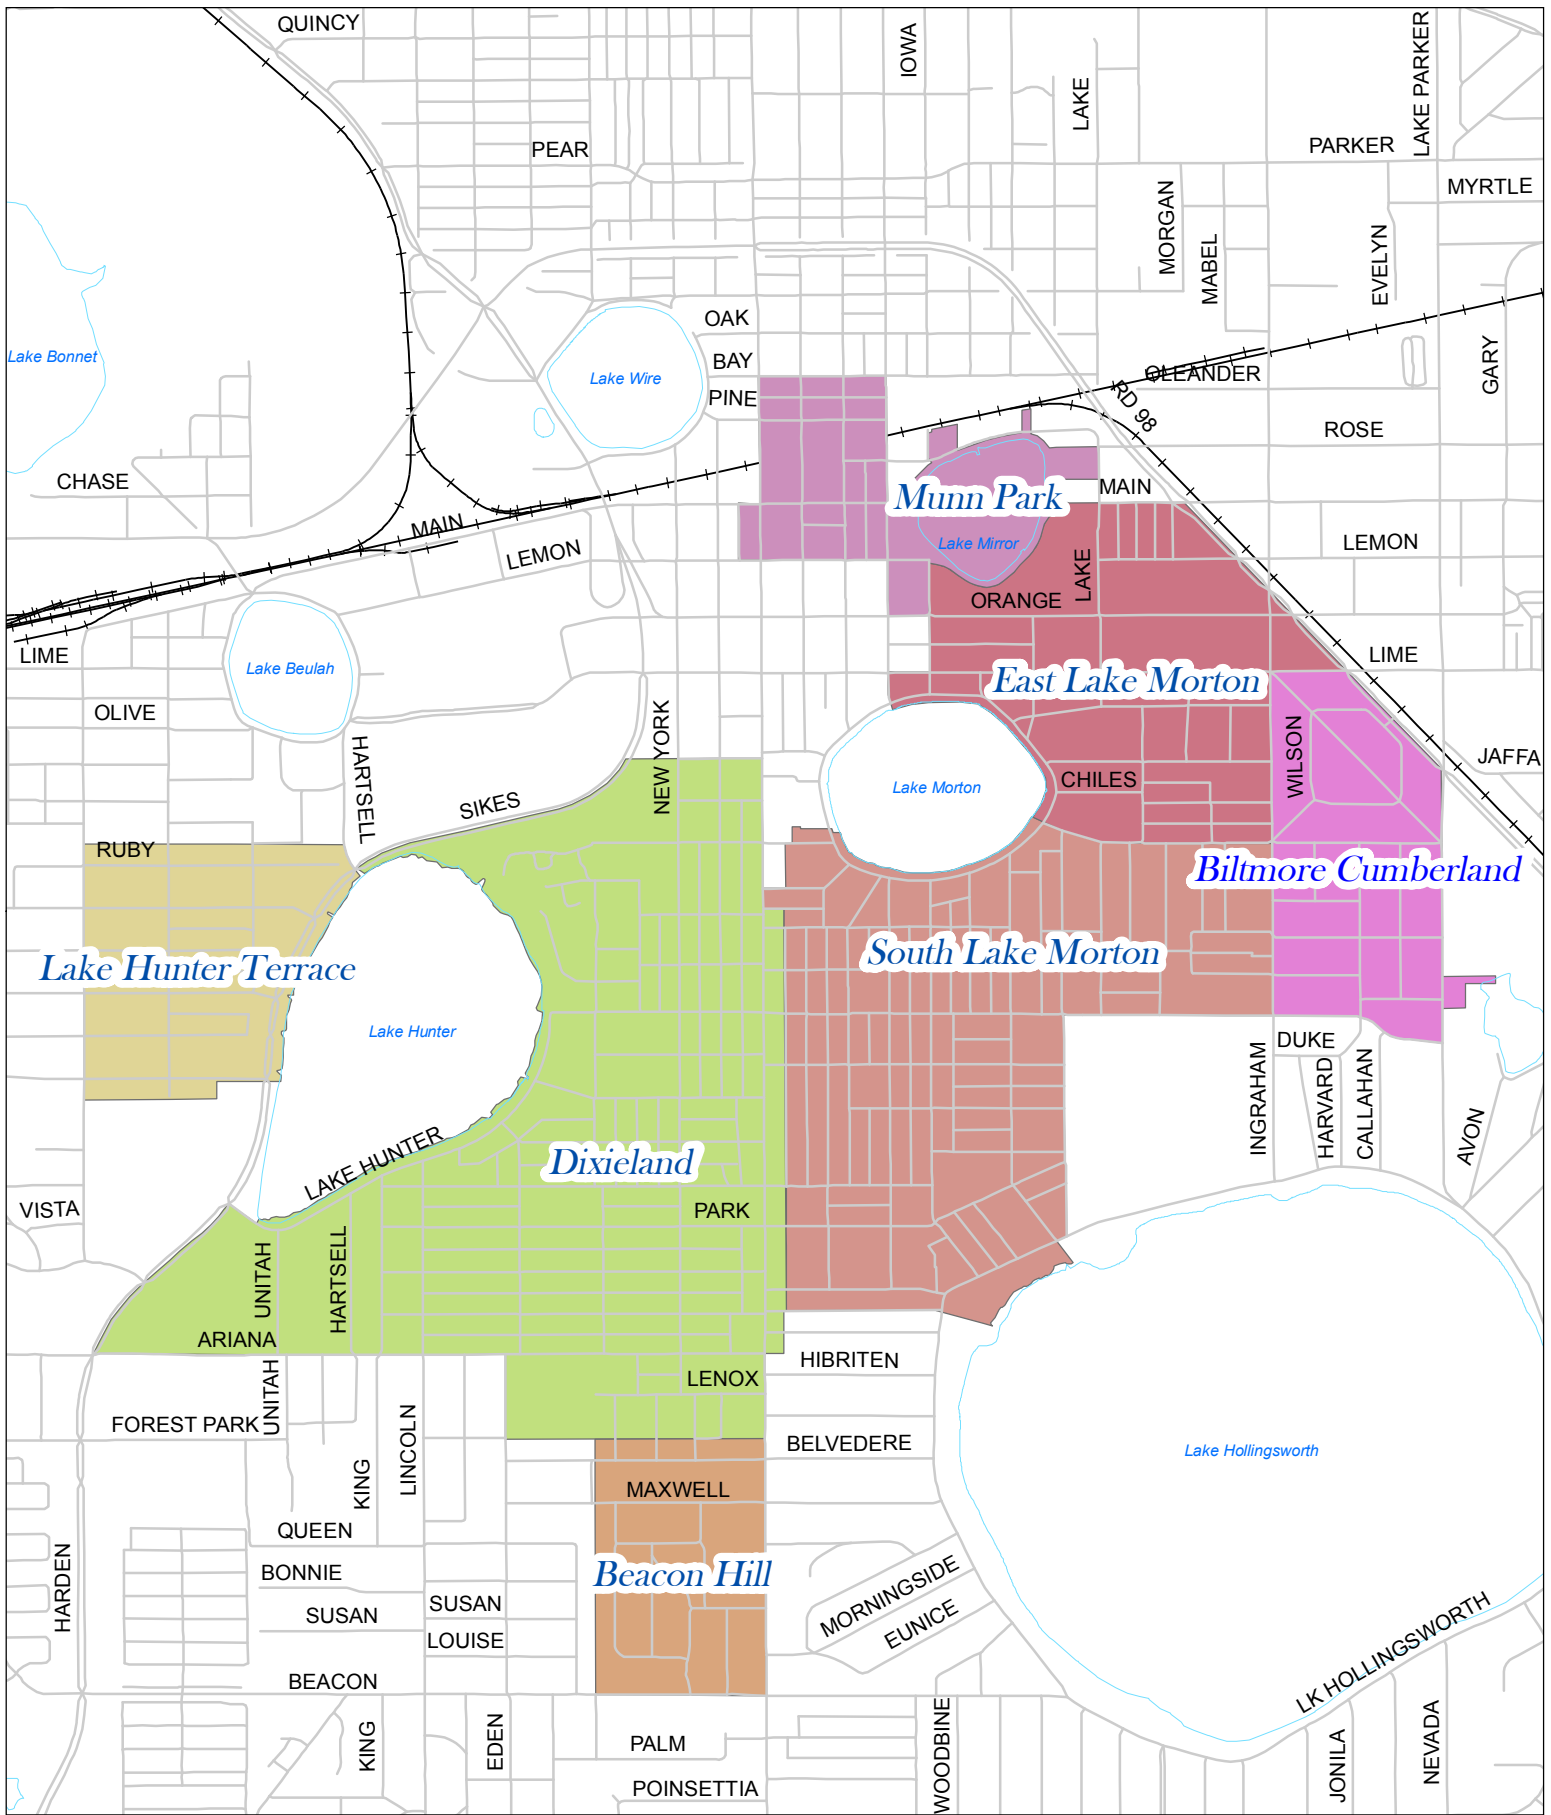 QUINCY
IOWA
LAKE
LAKE PARKER
PEAR
PARKER
MYRTLE
MORGAN
MABEL
EVELYN
OAK
Lake Bonnet
BAY
Lake Wire
OLEANDER
GARY
PINE
RD 98
ROSE
CHASE
Munn Park
MAIN
MAIN
LEMON
Lake Mirror
LEMON
LAKE
ORANGE
LIME
Lake Beulah
LIME
East Lake Morton
OLIVE
NEW YORK
WILSON
HARTSELL
JAFFA
SIKES
Lake Morton
CHILES
RUBY
Biltmore Cumberland
Lake Hunter Terrace
South Lake Morton
Lake Hunter
DUKE
INGRAHAM
HARVARD
CALLAHAN
AVON
LAKE HUNTER
Dixieland
VISTA
PARK
UNITAH
HARTSELL
ARIANA
HIBRITEN
LENOX
UNITAH
FOREST PARK
LINCOLN
BELVEDERE
Lake Hollingsworth
KING
MAXWELL
QUEEN
HARDEN
BONNIE
Beacon Hill
MORNINGSIDE
SUSAN
SUSAN
EUNICE
LOUISE
LK HOLLINGSWORTH
BEACON
KING
EDEN
PALM
WOODBINE
JONILA
NEVADA
POINSETTIA